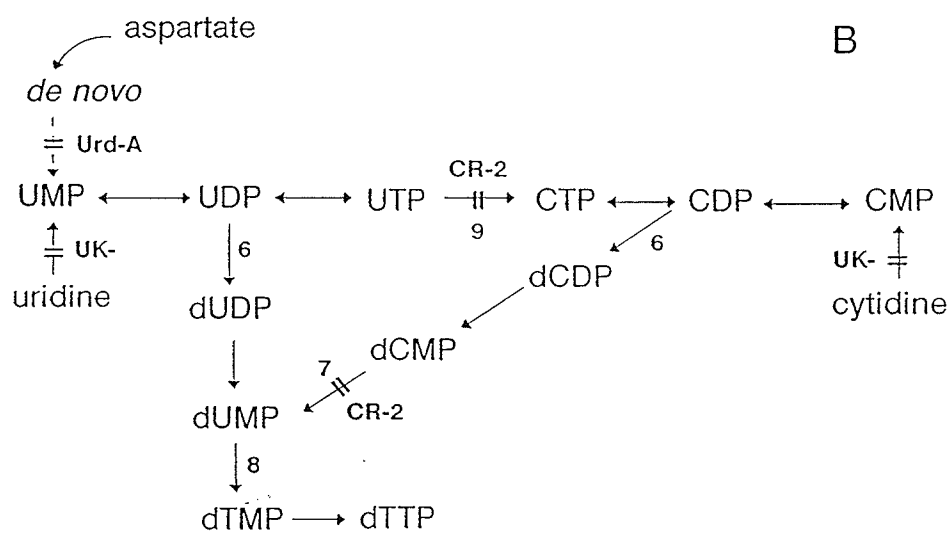 aspartate
B
de novo
Urd-A
CR-2
UMP UDP UTP CTP CDP CMP
9
UK- 6 6 UK-
uridine dCDP cytidine
dUDP
dCMP
7
CR-2
dUMP
8
dTMP dTTP